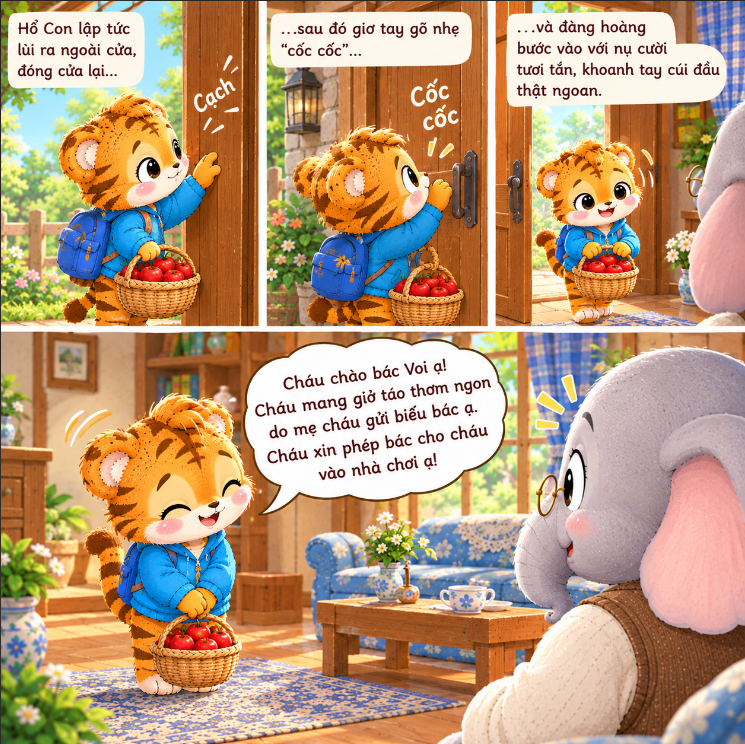 Hổ Con lập tức
lùi ra ngoài cửa,
đóng cửa lại...
Cạch
...sau đó giơ tay gõ nhẹ
“cốc cốc”...
Cốc
cốc
...và đàng hoàng
bước vào với nụ cười
tươi tắn, khoanh tay cúi đầu
thật ngoan.
Cháu chào bác Voi ạ!
Cháu mang giờ táo thơm ngon
do mẹ cháu gửi biếu bác ạ.
Cháu xin phép bác cho cháu
vào nhà chơi ạ!